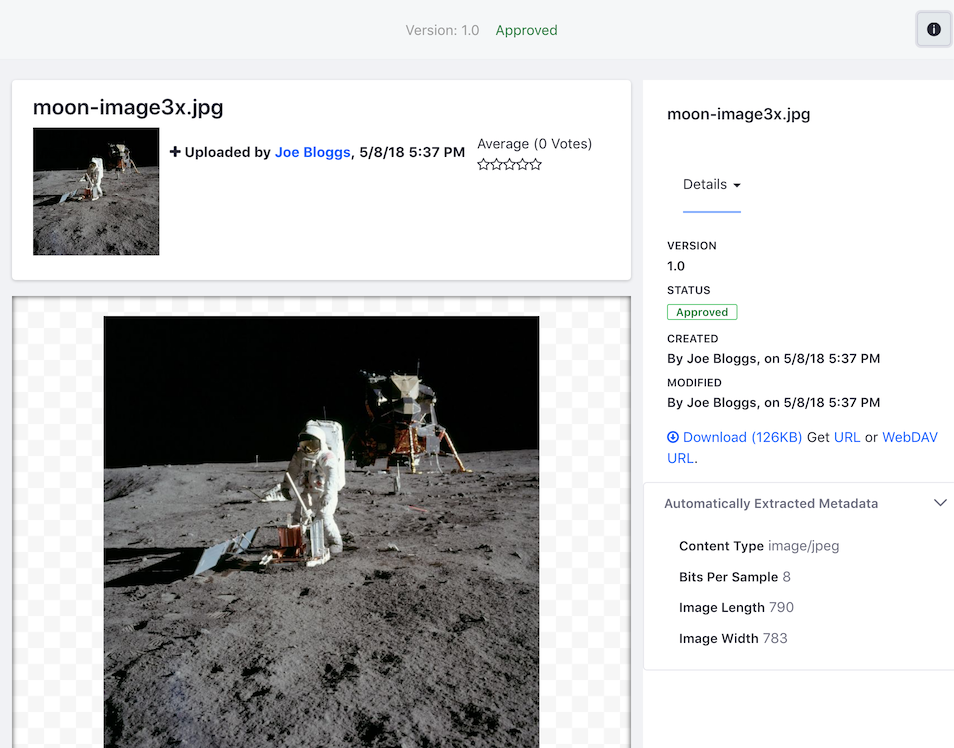 Version: 1.0 Approved
moon-image3x.jpg
Uploaded by Joe Bloggs, 5/8/18 5:37 PM
Average (0 Votes)
moon-image3x.jpg
Details
VERSION
1.0
STATUS
Approved
CREATED
By Joe Bloggs, on 5/8/18 5:37 PM
MODIFIED
By Joe Bloggs, on 5/8/18 5:37 PM
Download (126KB) Get URL or WebDAV
URL.
Automatically Extracted Metadata
Content Type image/jpeg
Bits Per Sample 8
Image Length 790
Image Width 783